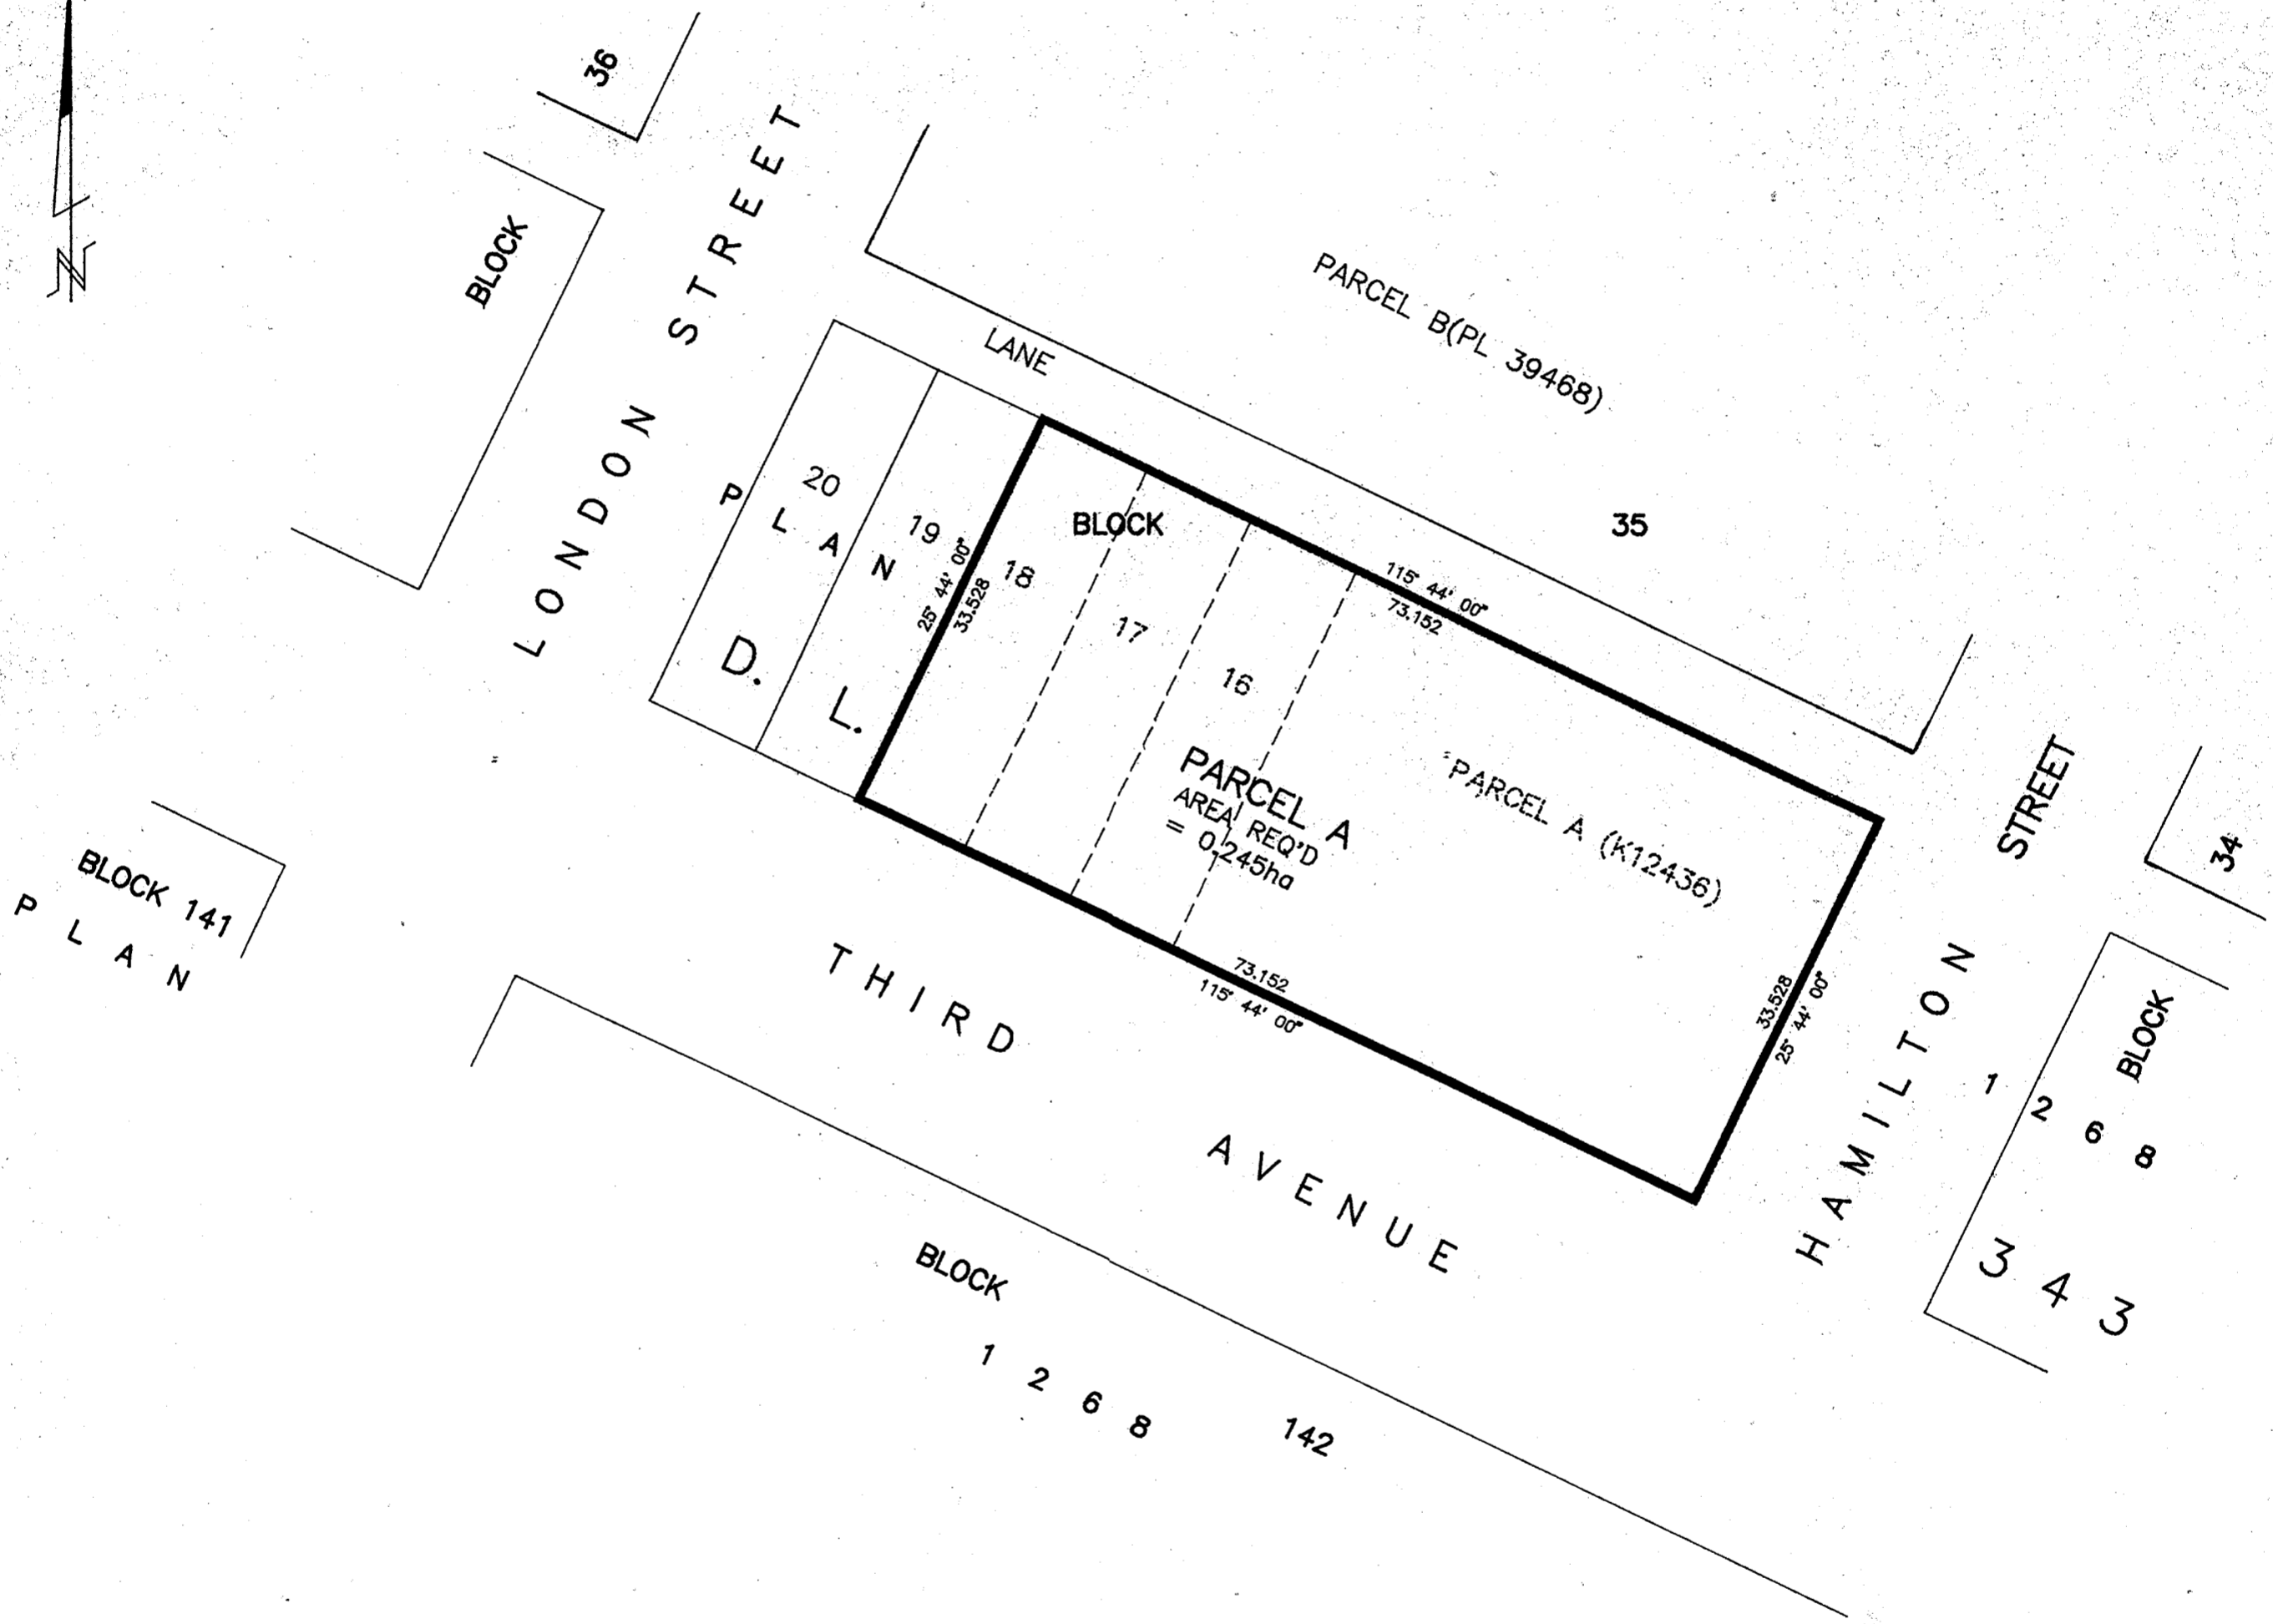 36
BLOCK
N
LONDON STREET
LANE
PARCEL B(PL 39468)
BLOCK 35
20
19
18
17
16
PLAN 1268
D. L. 343
25° 44' 00"
33.528
115° 44' 00"
73.152
PARCEL A
AREA REQ'D
= 0.245ha
PARCEL A (K12436)
73.152
115° 44' 00"
33.528
25° 44' 00"
HAMILTON STREET
34
BLOCK
BLOCK 141
THIRD AVENUE
BLOCK 142
PLAN 1268